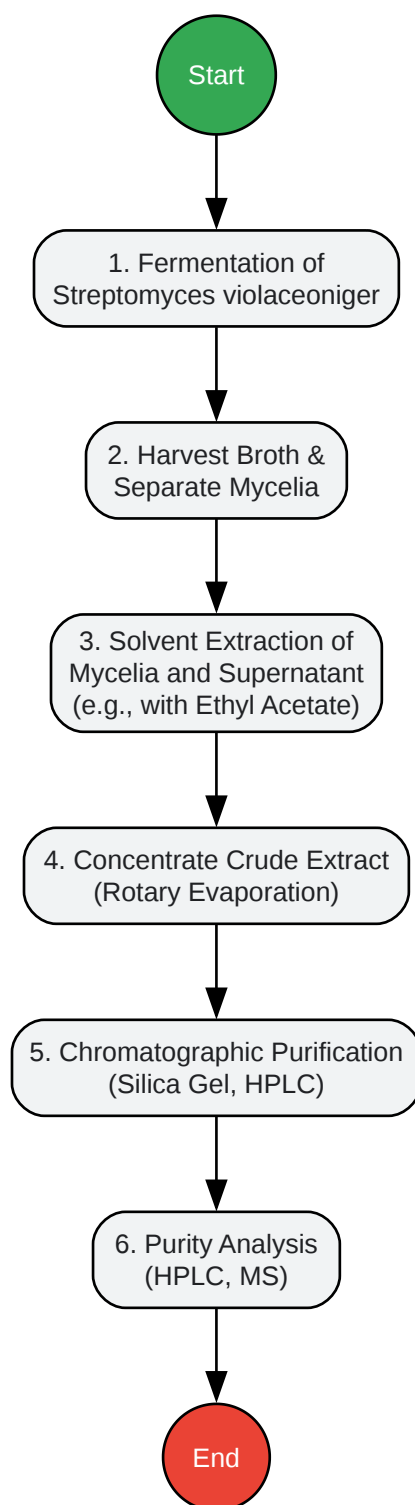 Start
1. Fermentation of
Streptomyces violaceoniger
2. Harvest Broth &
Separate Mycelia
3. Solvent Extraction of
Mycelia and Supernatant
(e.g., with Ethyl Acetate)
4. Concentrate Crude Extract
(Rotary Evaporation)
5. Chromatographic Purification
(Silica Gel, HPLC)
6. Purity Analysis
(HPLC, MS)
End